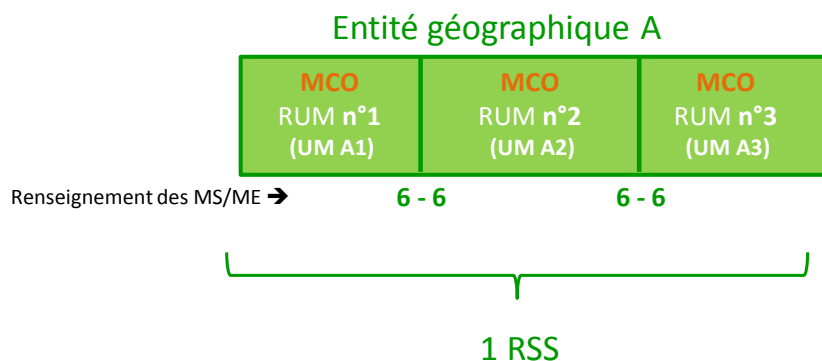 Entité géographique A
MCO MCO MCO
RUM n°1 RUM n°2 RUM n°3
(UM A1) (UM A2) (UM A3)
Renseignement des MS/ME ➔ 6 - 6 6 - 6
1 RSS